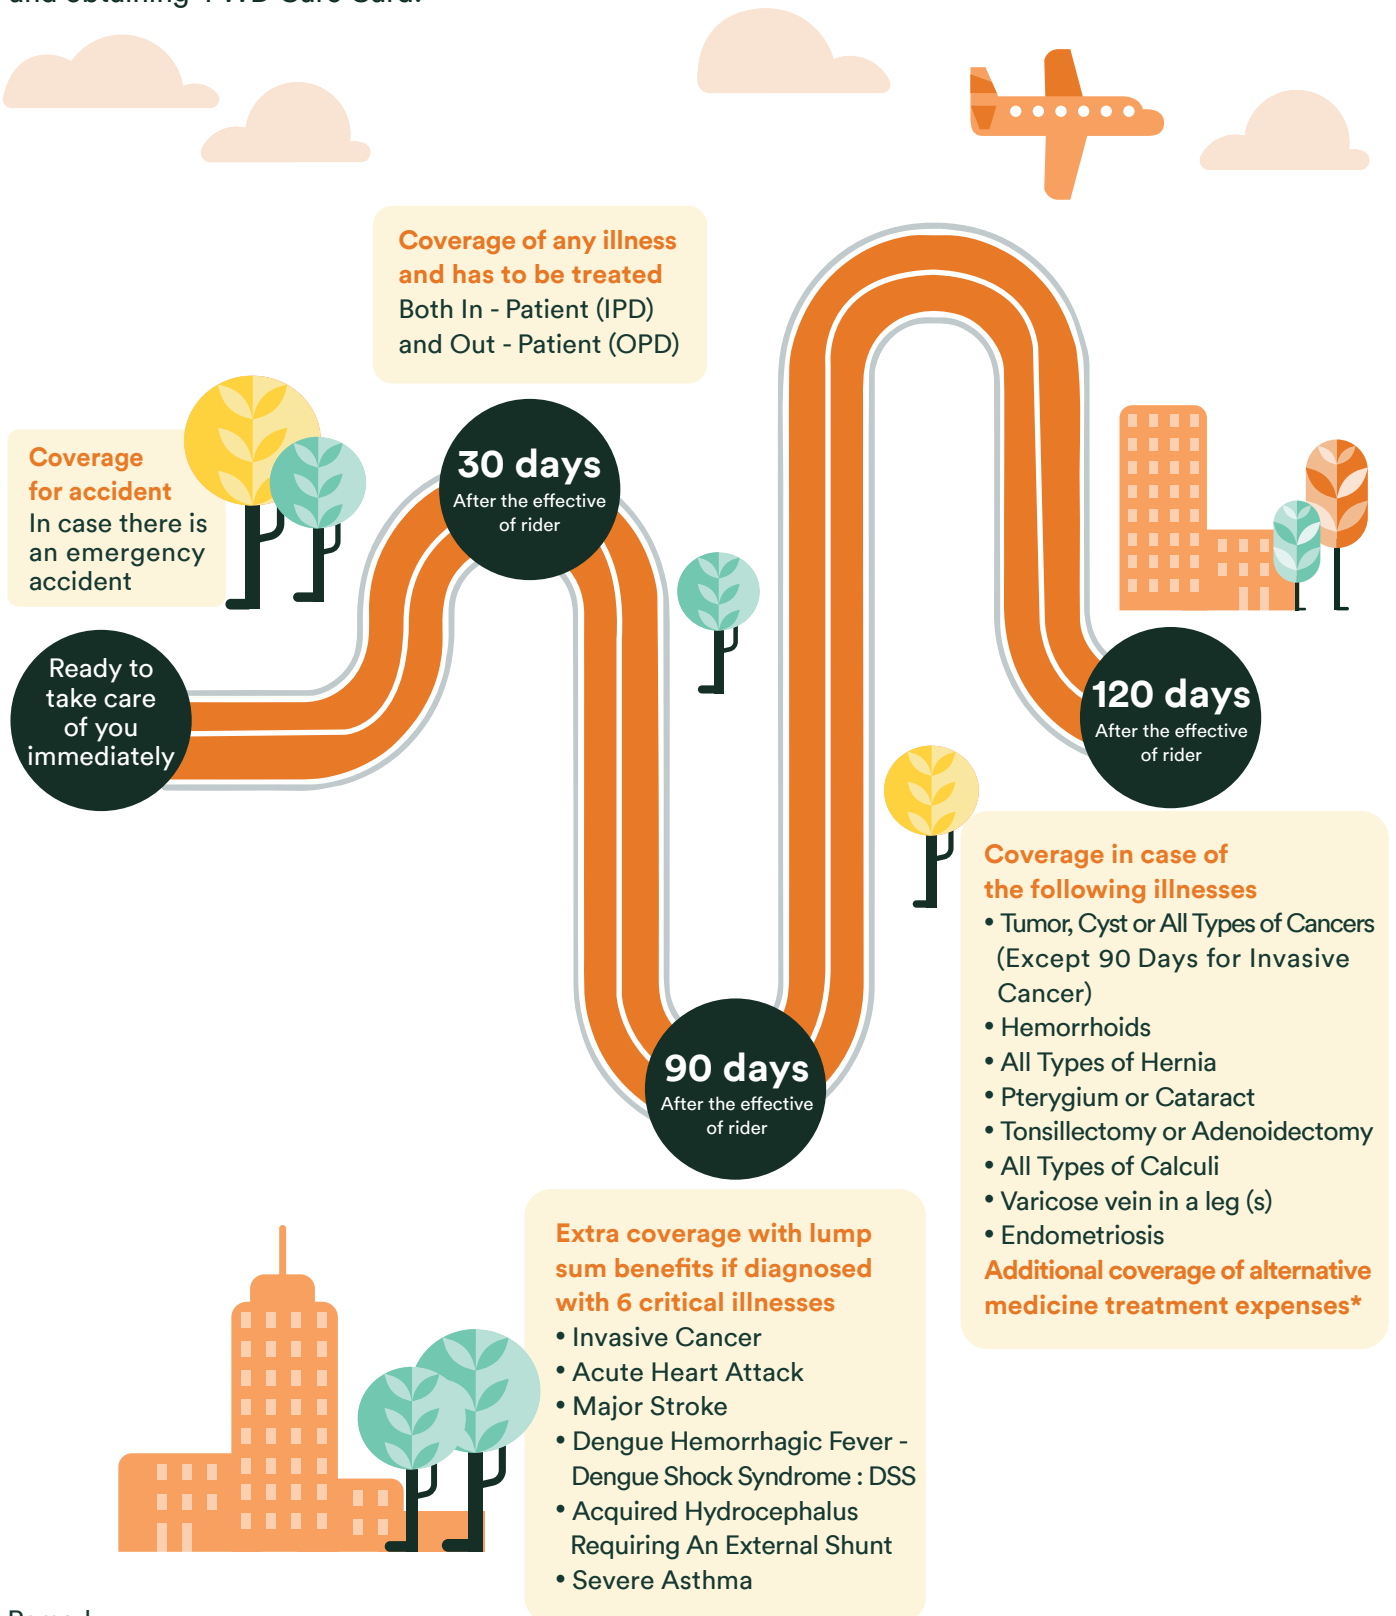 Coverage of any illness
and has to be treated
Both In - Patient (IPD)
and Out - Patient (OPD)
Coverage
for accident
In case there is
an emergency
accident
30 days
After the effective
of rider
Ready to
take care
of you
immediately
120 days
After the effective
of rider
Coverage in case of
the following illnesses
• Tumor, Cyst or All Types of Cancers
(Except 90 Days for Invasive
Cancer)
• Hemorrhoids
• All Types of Hernia
• Pterygium or Cataract
• Tonsillectomy or Adenoidectomy
• All Types of Calculi
• Varicose vein in a leg (s)
• Endometriosis
Additional coverage of alternative
medicine treatment expenses*
90 days
After the effective
of rider
Extra coverage with lump
sum benefits if diagnosed
with 6 critical illnesses
• Invasive Cancer
• Acute Heart Attack
• Major Stroke
• Dengue Hemorrhagic Fever -
Dengue Shock Syndrome : DSS
• Acquired Hydrocephalus
Requiring An External Shunt
• Severe Asthma